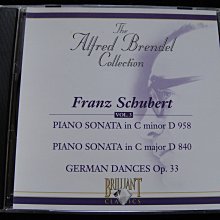 The
Alfred Brendel
Collection
Franz Schubert
VOL. 3
PIANO SONATA in C minor D 958
PIANO SONATA in C major D 840
GERMAN DANCES Op. 33
BRILLIANT
CLASSICS